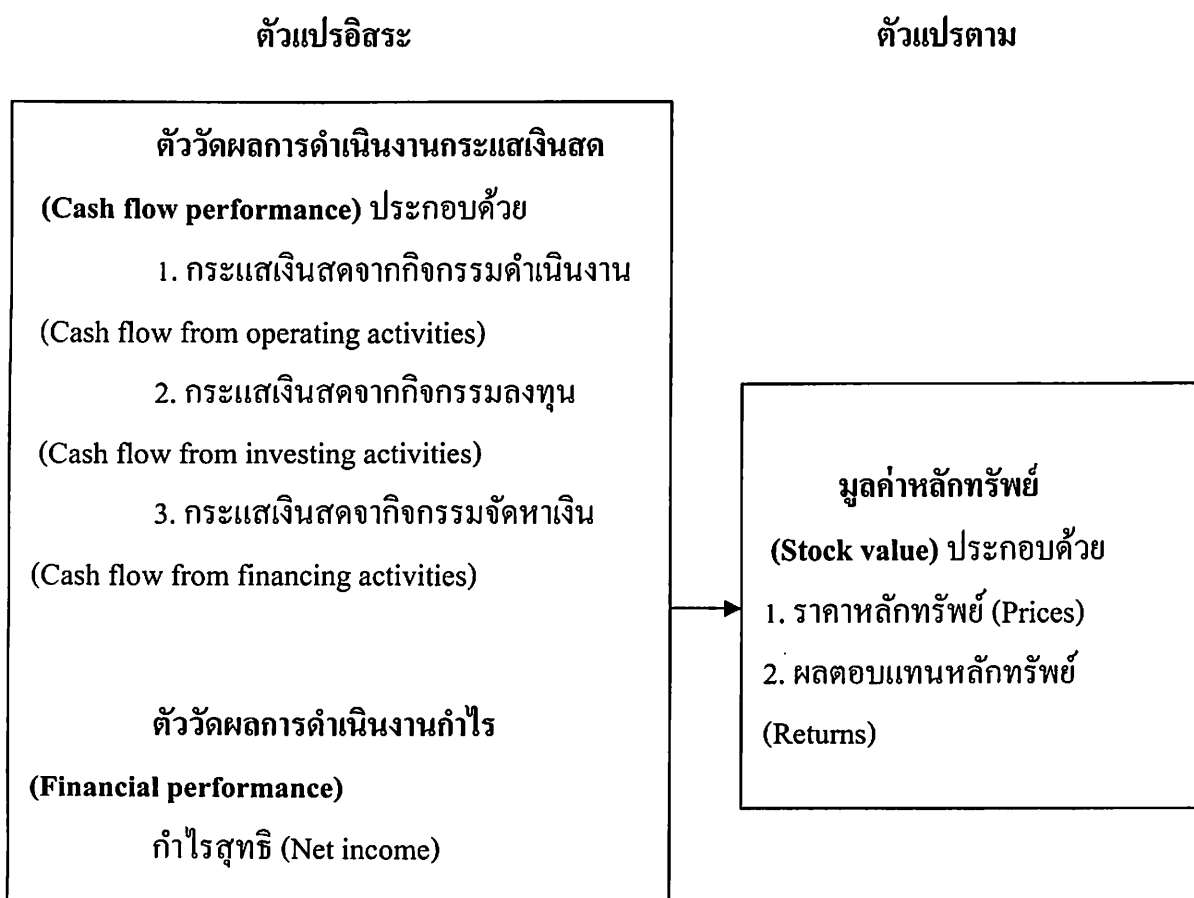 ตัวแปรอิสระ
ตัวแปรตาม
ตัววัดผลการดำเนินงานกระแสเงินสด
(Cash flow performance) ประกอบด้วย
1. กระแสเงินสดจากกิจกรรมดำเนินงาน
(Cash flow from operating activities)
2. กระแสเงินสดจากกิจกรรมลงทุน
(Cash flow from investing activities)
3. กระแสเงินสดจากิจกรรมจัดหาเงิน
(Cash flow from financing activities)
ตัววัดผลการดำเนินงานกำไร
(Financial performance)
กำไรสุทธิ (Net income)
มูลค่าหลักทรัพย์
(Stock value) ประกอบด้วย
1. ราคาหลักทรัพย์ (Prices)
2. ผลตอบแทนหลักทรัพย์
(Returns)